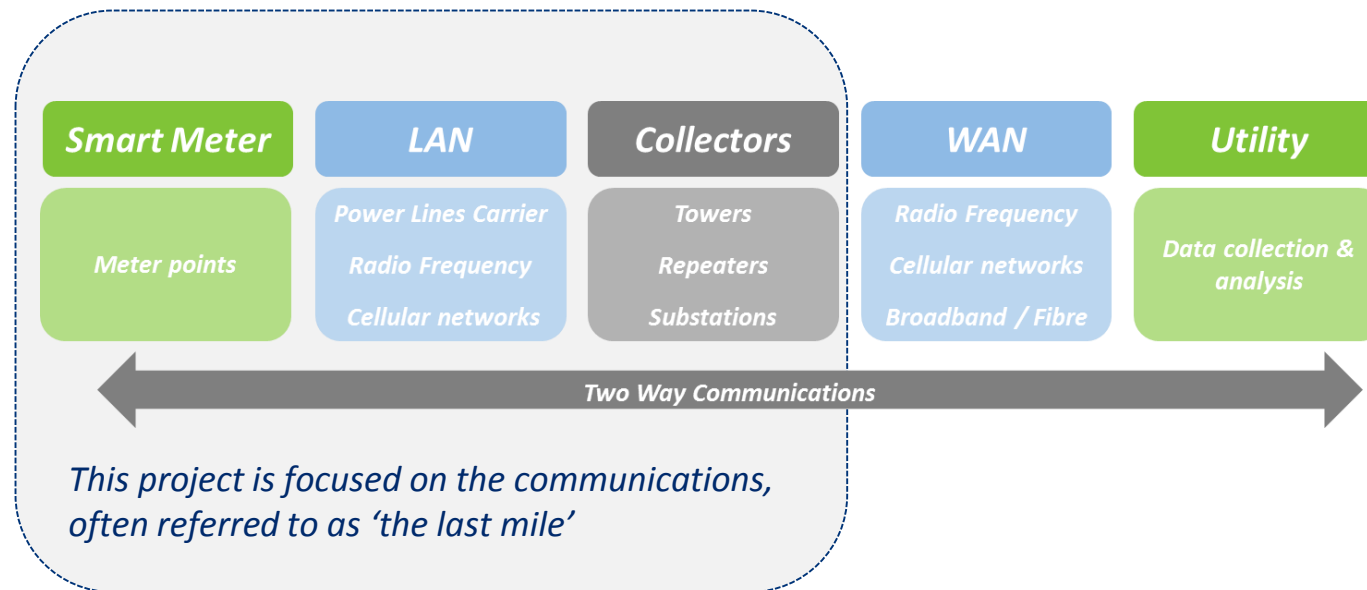 Smart Meter
LAN
Collectors
WAN
Utility
Meter points
Power Lines Carrier
Radio Frequency
Cellular networks
Towers
Repeaters
Substations
Radio Frequency
Cellular networks
Broadband / Fibre
Data collection &
analysis
Two Way Communications
This project is focused on the communications,
often referred to as ‘the last mile’